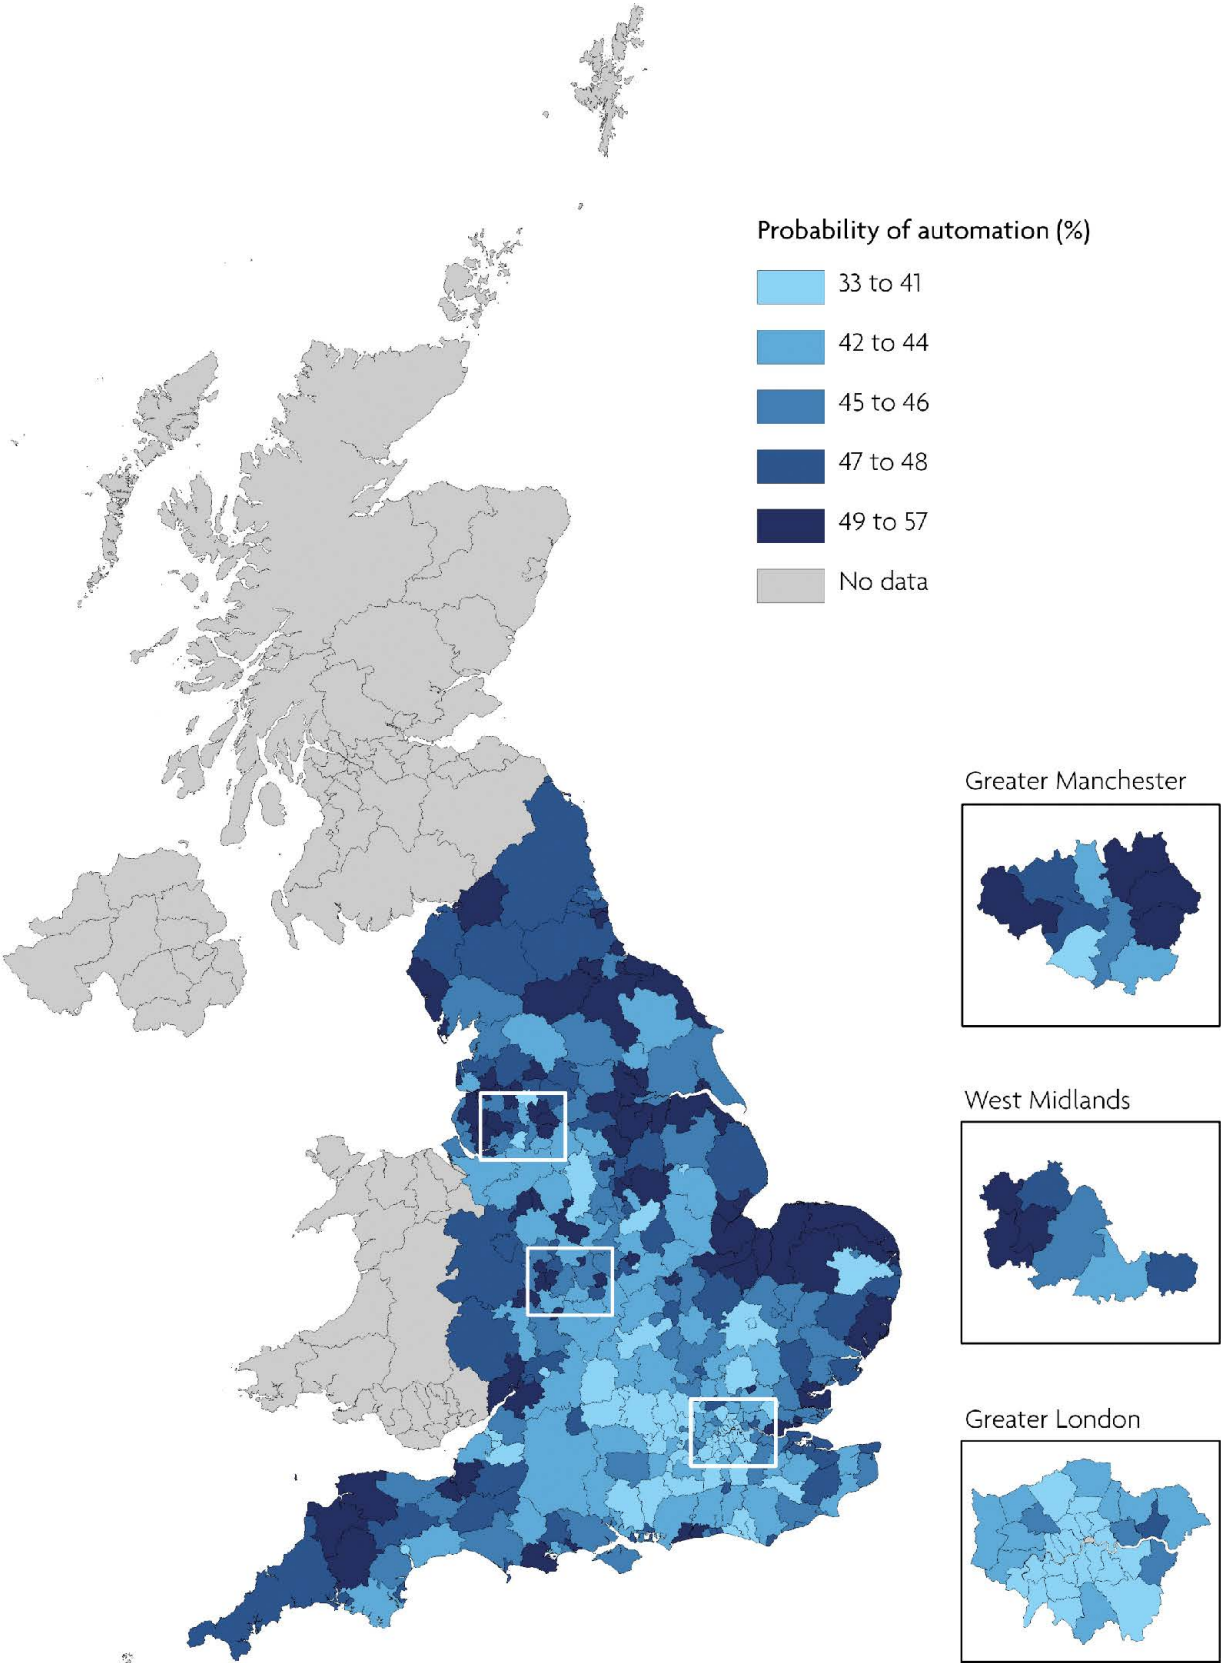 Probability of automation (%)
33 to 41
42 to 44
45 to 46
47 to 48
49 to 57
No data
Greater Manchester
West Midlands
Greater London